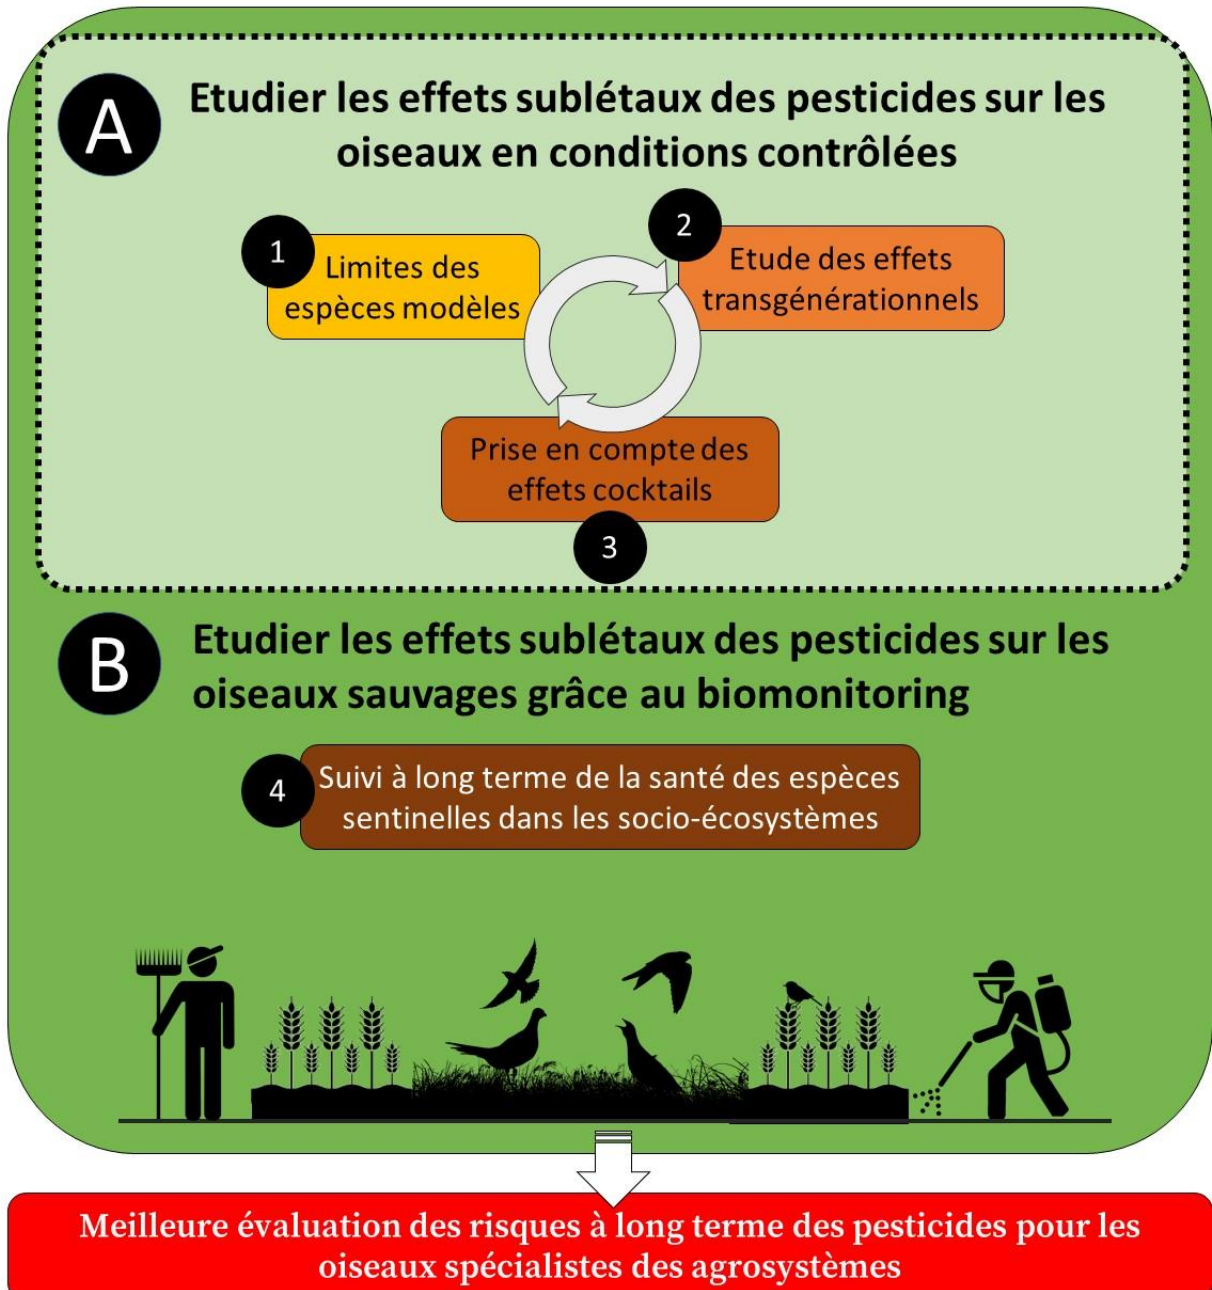 A
Etudier les effets sublétaux des pesticides sur les
oiseaux en conditions contrôlées
1
Limites des
espèces modèles
2
Etude des effets
transgénérationnels
Prise en compte des
effets cocktails
3
B
Etudier les effets sublétaux des pesticides sur les
oiseaux sauvages grâce au biomonitoring
4
Suivi à long terme de la santé des espèces
sentinelles dans les socio-écosystèmes
Meilleure évaluation des risques à long terme des pesticides pour les
oiseaux spécialistes des agrosystèmes